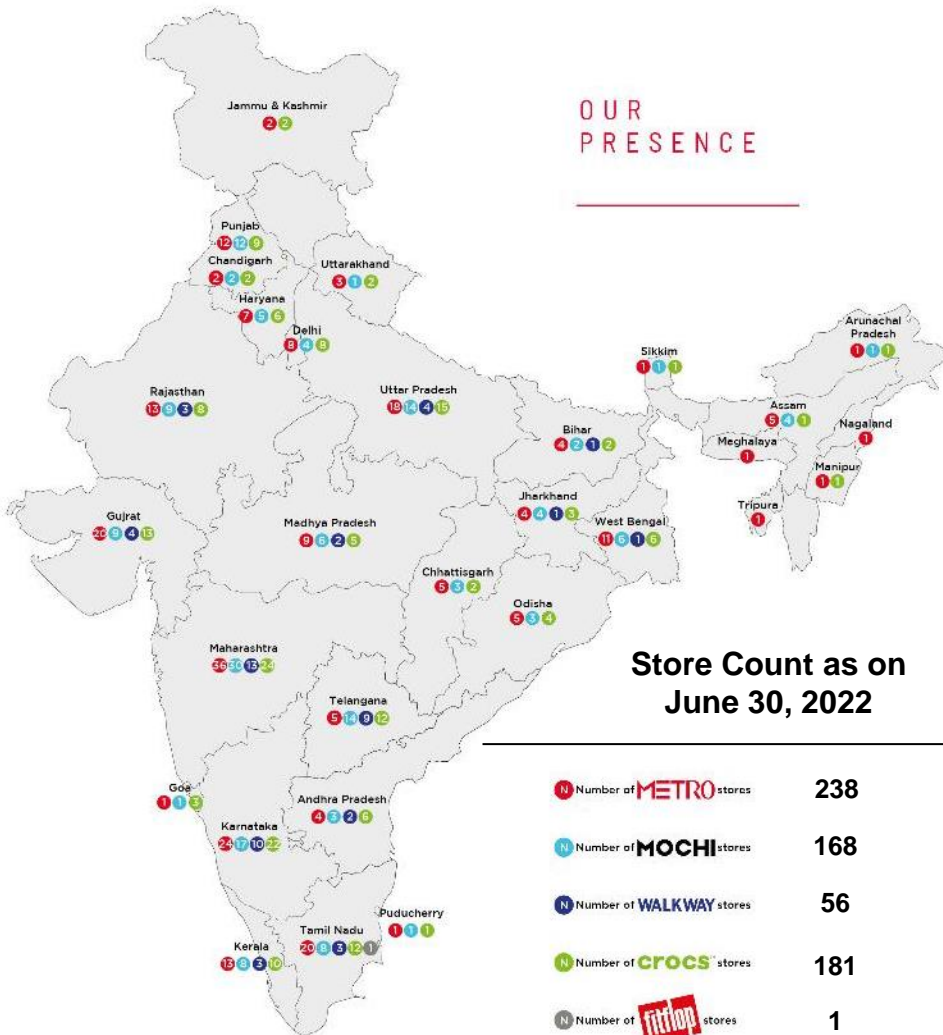 OUR
PRESENCE
Jammu & Kashmir
2 2
Punjab
12 12 9
Chandigarh
2 2 2
Haryana
7 5 6
Delhi
8 4 8
Uttarakhand
3 1 2
Rajasthan
13 9 3 8
Uttar Pradesh
18 14 4 15
Bihar
4 2 1 2
Sikkim
1 1 1
Arunachal
Pradesh
1 1 1
Assam
5 4 1
Nagaland
1
Meghalaya
1
Manipur
1 1
Tripura
1
Gujrat
20 9 4 13
Madhya Pradesh
9 6 2 5
Jharkhand
4 4 1 3
West Bengal
11 6 1 6
Chhattisgarh
5 3 2
Odisha
5 3 4
Maharashtra
36 30 13 24
Telangana
5 14 9 12
Goa
1 1 3
Karnataka
24 17 10 22
Andhra Pradesh
4 3 2 6
Puducherry
1 1 1
Tamil Nadu
20 8 3 12 1
Kerala
13 8 3 10
Store Count as on
June 30, 2022
N Number of METRO stores 238
N Number of MOCHI stores 168
N Number of WALKWAY stores 56
N Number of crocs™ stores 181
N Number of fitflop stores 1